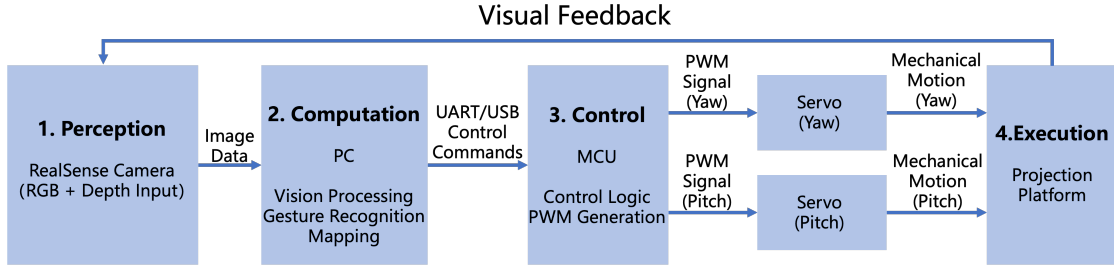 Visual Feedback
1. Perception
RealSense Camera
(RGB + Depth Input)
Image
Data
2. Computation
PC
Vision Processing
Gesture Recognition
Mapping
UART/USB
Control
Commands
3. Control
MCU
Control Logic
PWM Generation
PWM
Signal
(Yaw)
Servo
(Yaw)
Mechanical
Motion
(Yaw)
PWM
Signal
(Pitch)
Servo
(Pitch)
Mechanical
Motion
(Pitch)
4.Execution
Projection
Platform